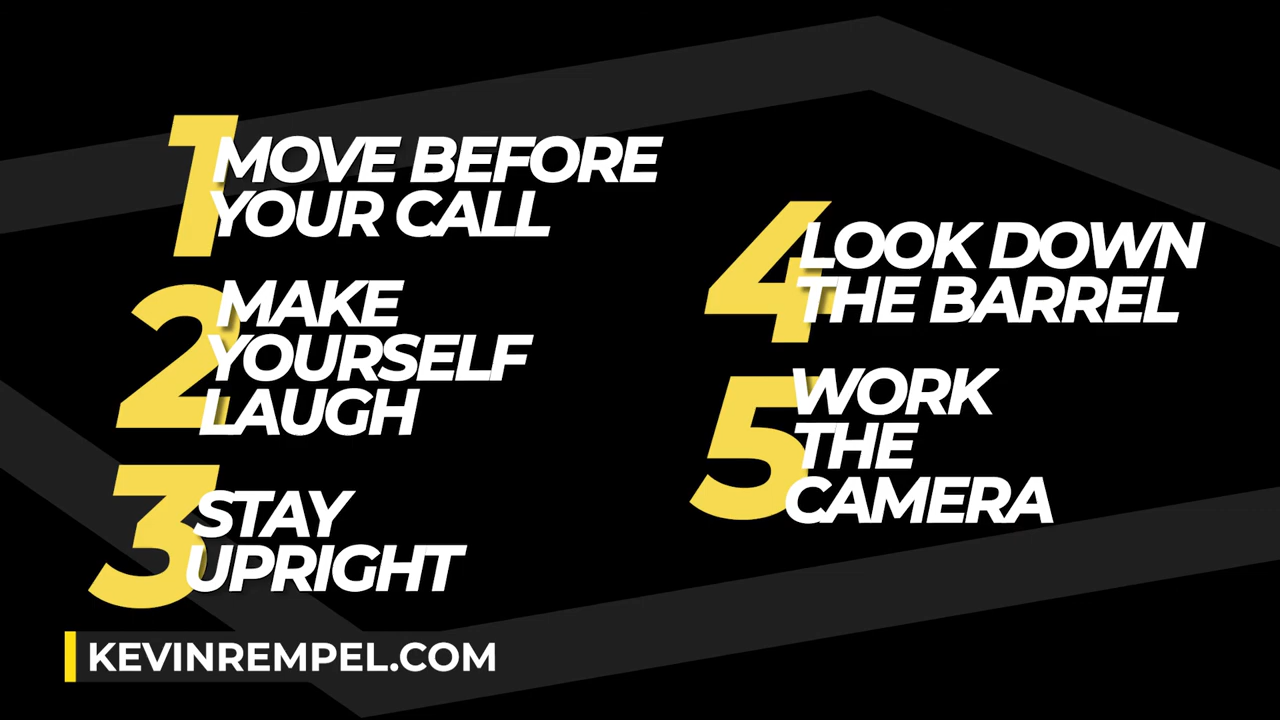 1 MOVE BEFORE
YOUR CALL
2 MAKE
YOURSELF
LAUGH
3 STAY
UPRIGHT
4 LOOK DOWN
THE BARREL
5 WORK
THE
CAMERA
KEVINREMPEL.COM